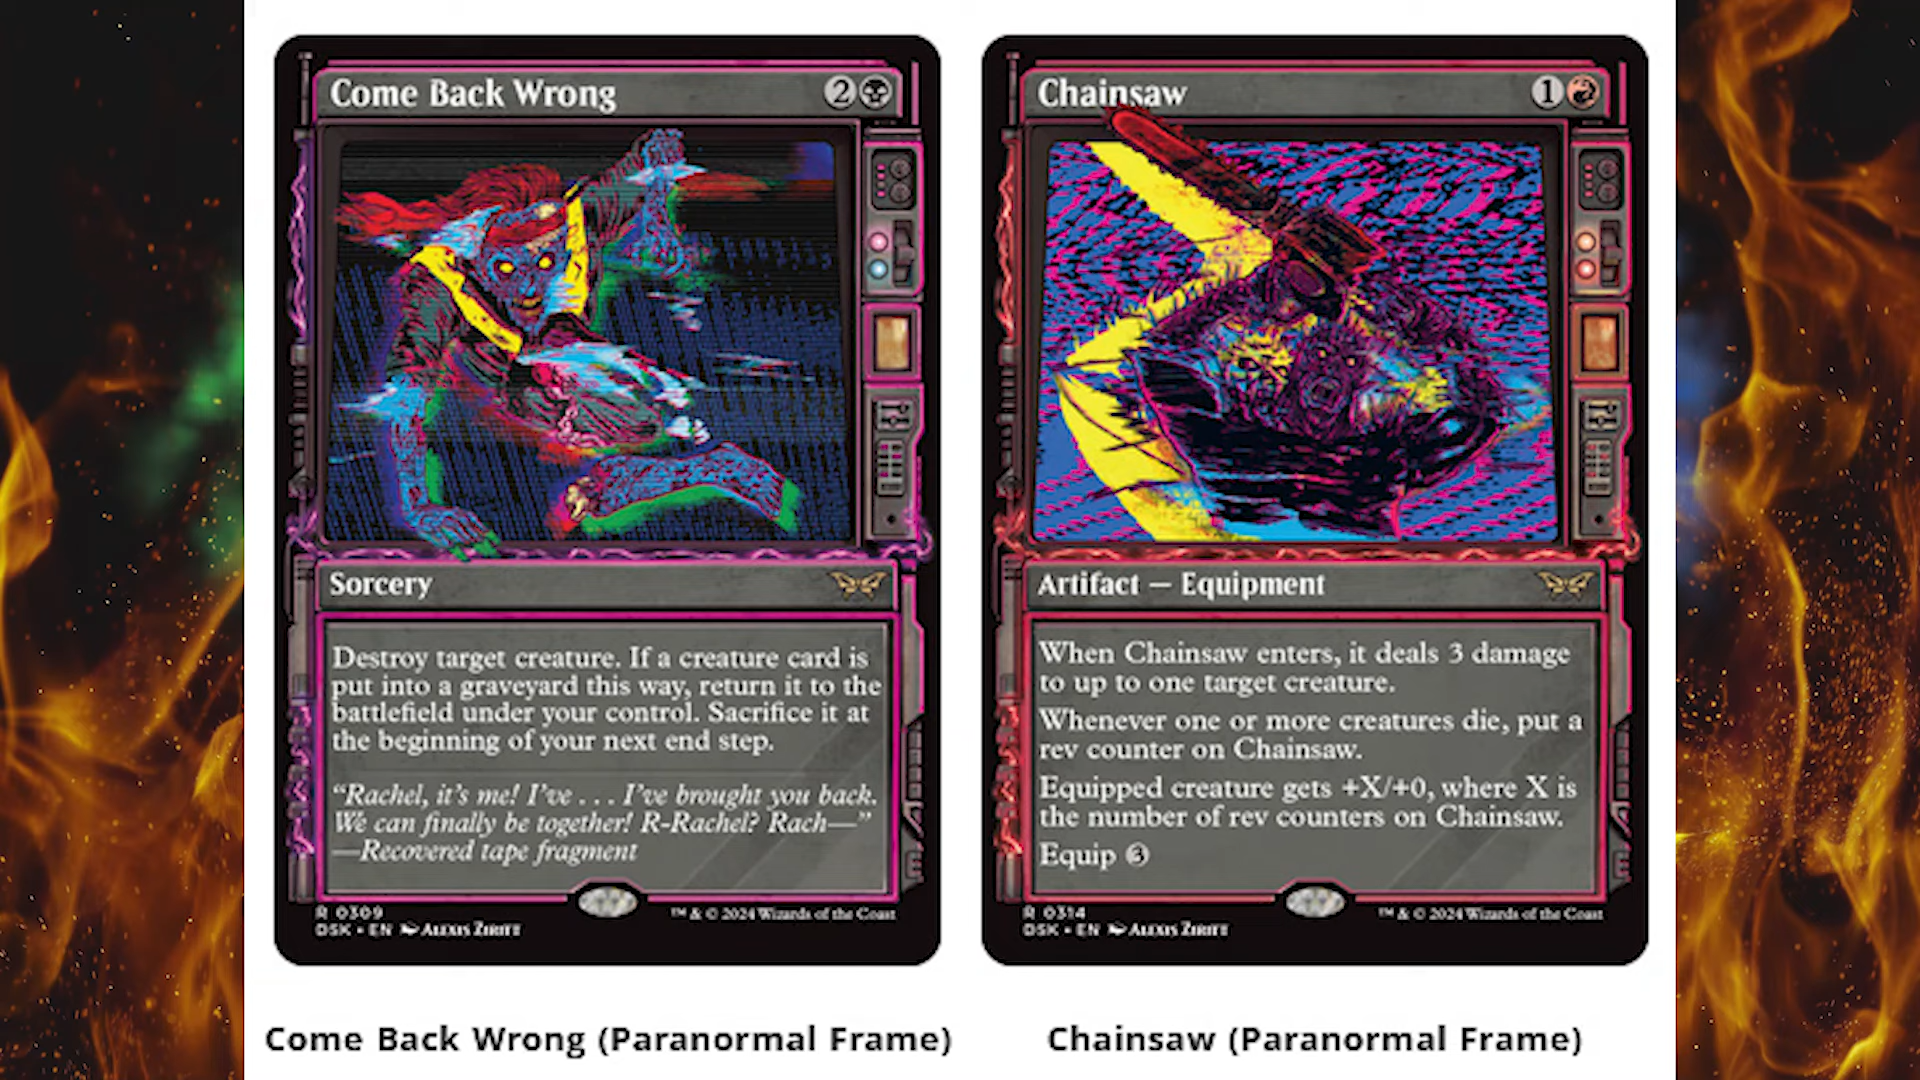 Come Back Wrong 2
Sorcery
Destroy target creature. If a creature card is
put into a graveyard this way, return it to the
battlefield under your control. Sacrifice it at
the beginning of your next end step.
“Rachel, it’s me! I’ve . . . I’ve brought you back.
We can finally be together! R-Rachel? Rach—”
—Recovered tape fragment
R 0309
DSK • EN ALEXIS ZIRITT
™ & © 2024 Wizards of the Coast
Come Back Wrong (Paranormal Frame)
Chainsaw 1
Artifact — Equipment
When Chainsaw enters, it deals 3 damage
to up to one target creature.
Whenever one or more creatures die, put a
rev counter on Chainsaw.
Equipped creature gets +X/+0, where X is
the number of rev counters on Chainsaw.
Equip 3
R 0314
DSK • EN ALEXIS ZIRITT
™ & © 2024 Wizards of the Coast
Chainsaw (Paranormal Frame)